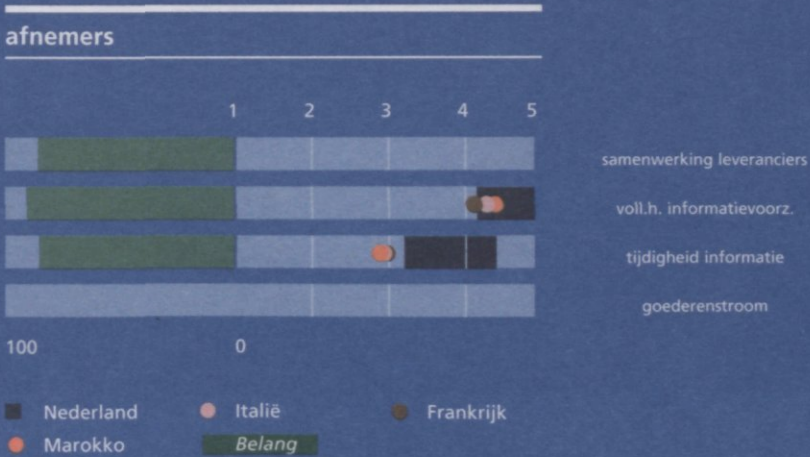 afnemers
1 2 3 4 5
samenwerking leveranciers
voll.h. informatievoorz.
tijdigheid informatie
goederenstroom
100 0
Nederland Italië Frankrijk
Marokko Belang